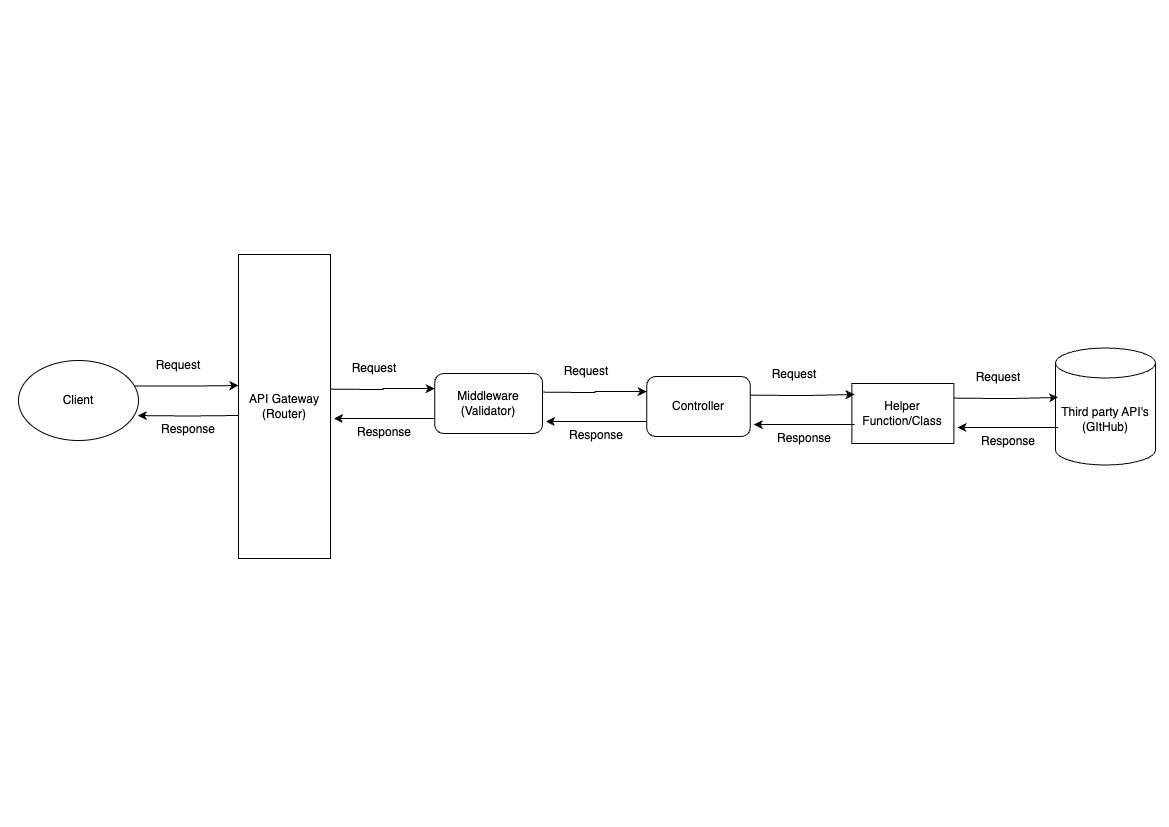 Client
Request
Response
API Gateway
(Router)
Request
Response
Middleware
(Validator)
Request
Response
Controller
Request
Response
Helper
Function/Class
Request
Response
Third party API's
(GItHub)